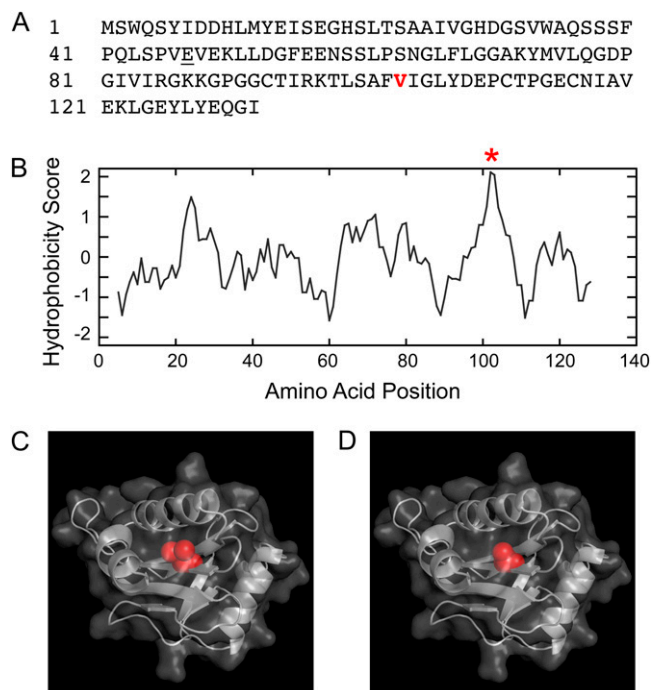 A
1 MSWQSYIDDHLMYEISEGHSLTSAAIVGHDGSVWAQSSSF
41 PQLSPVEVEKLLDGFEENSSLPSNGLFLGGAKYMVLQGDP
81 GIVIRGKKGPGGCTIRKTLSAFVIGLYDEPCTPGECNIAV
121 EKLGEYLYEQGI
B
*
Hydrophobicity Score
2
1
0
-1
-2
0 20 40 60 80 100 120 140
Amino Acid Position
C D